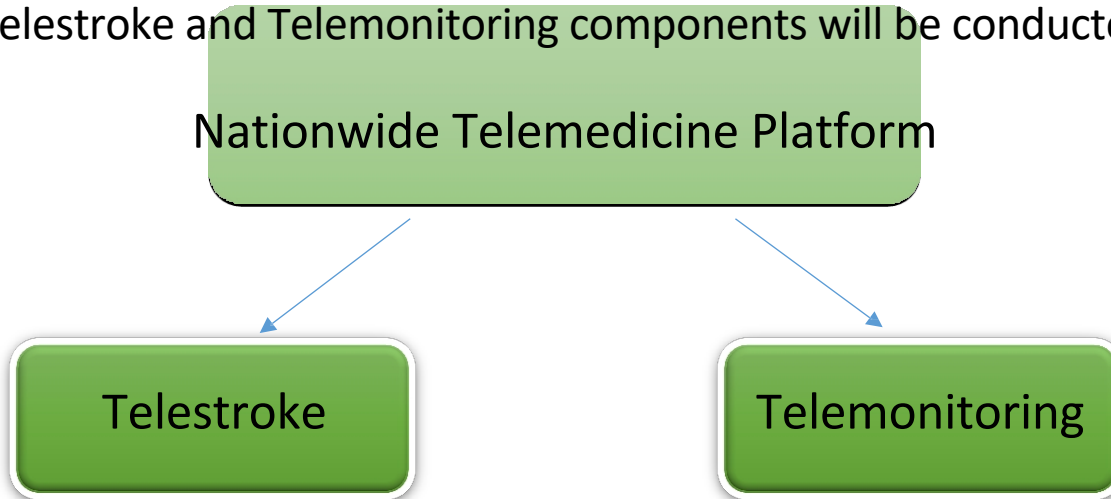 elestroke and Telemonitoring components will be conducte
Nationwide Telemedicine Platform
Telestroke
Telemonitoring